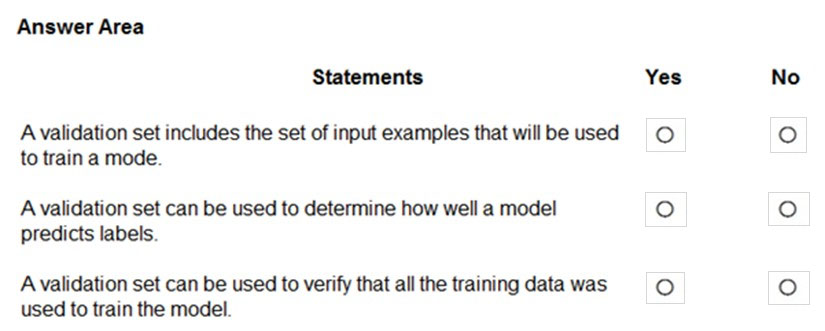 Answer Area
Statements Yes No
A validation set includes the set of input examples that will be used
to train a mode.
A validation set can be used to determine how well a model
predicts labels.
A validation set can be used to verify that all the training data was
used to train the model.